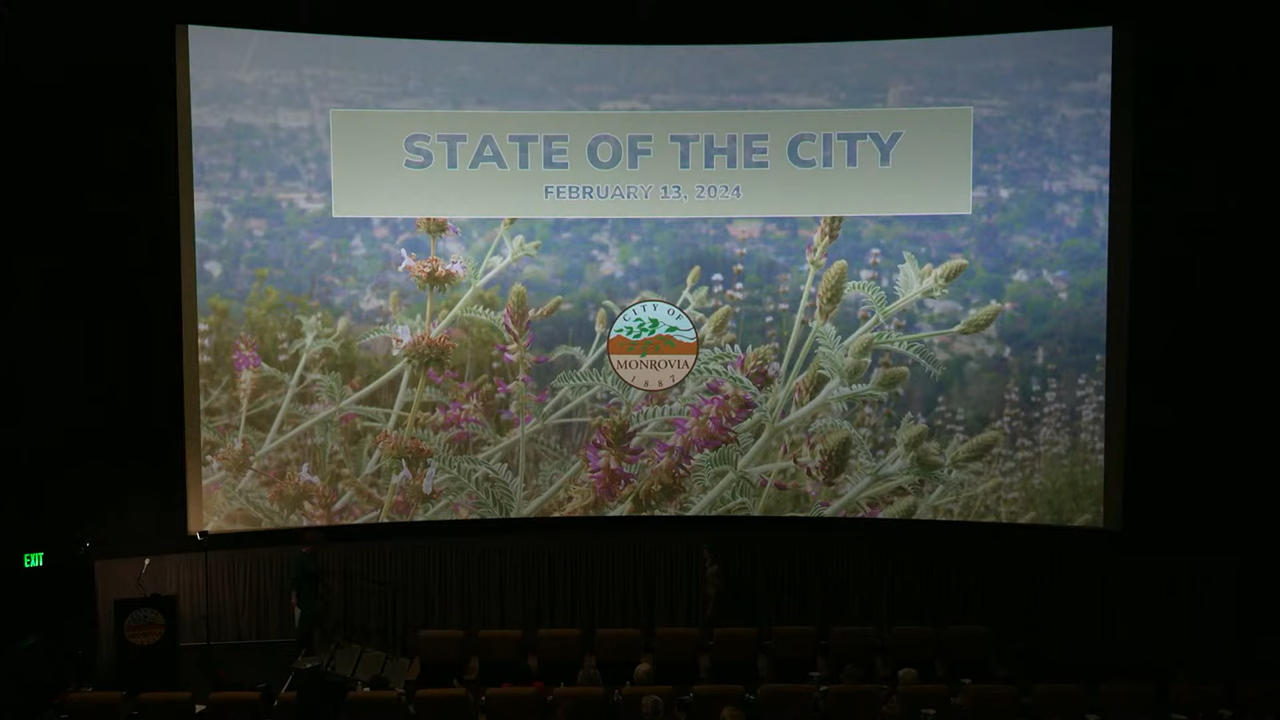 STATE OF THE CITY
FEBRUARY 13, 2024
CITY OF
MONROVIA
1887
EXIT